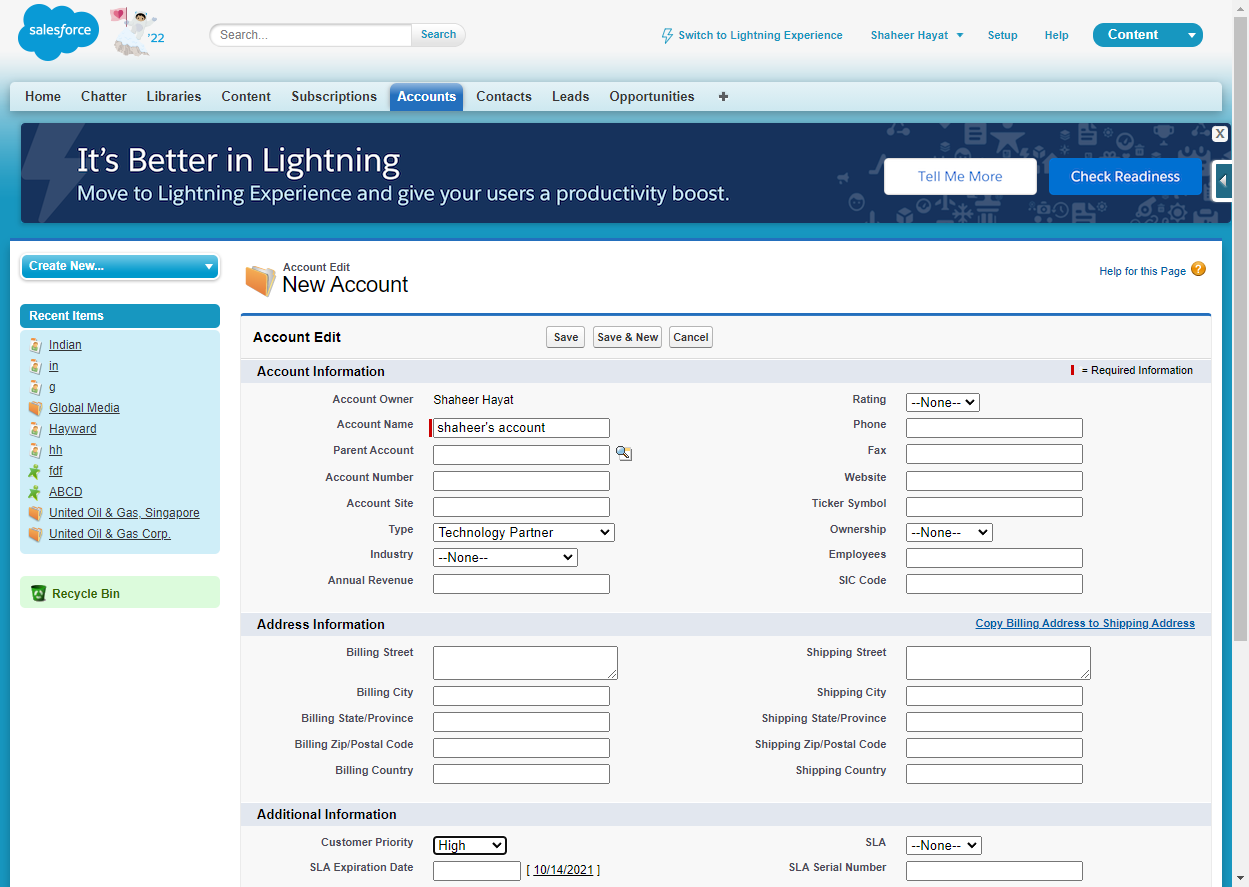 salesforce
'22
Search...
Search
Switch to Lightning Experience
Shaheer Hayat
Setup
Help
Content
Home Chatter Libraries Content Subscriptions Accounts Contacts Leads Opportunities +
It's Better in Lightning
Move to Lightning Experience and give your users a productivity boost.
Tell Me More
Check Readiness
X
Create New...
Recent Items
Indian
in
g
Global Media
Hayward
hh
fdf
ABCD
United Oil & Gas, Singapore
United Oil & Gas Corp.
Recycle Bin
Account Edit
New Account
Help for this Page ?
Account Edit
Save
Save & New
Cancel
Account Information
= Required Information
Account Owner Shaheer Hayat
Rating --None--
Account Name shaheer's account
Phone
Parent Account
Fax
Account Number
Website
Account Site
Ticker Symbol
Type Technology Partner
Ownership --None--
Industry --None--
Employees
Annual Revenue
SIC Code
Address Information
Copy Billing Address to Shipping Address
Billing Street
Shipping Street
Billing City
Shipping City
Billing State/Province
Shipping State/Province
Billing Zip/Postal Code
Shipping Zip/Postal Code
Billing Country
Shipping Country
Additional Information
Customer Priority High
SLA --None--
SLA Expiration Date [ 10/14/2021 ]
SLA Serial Number